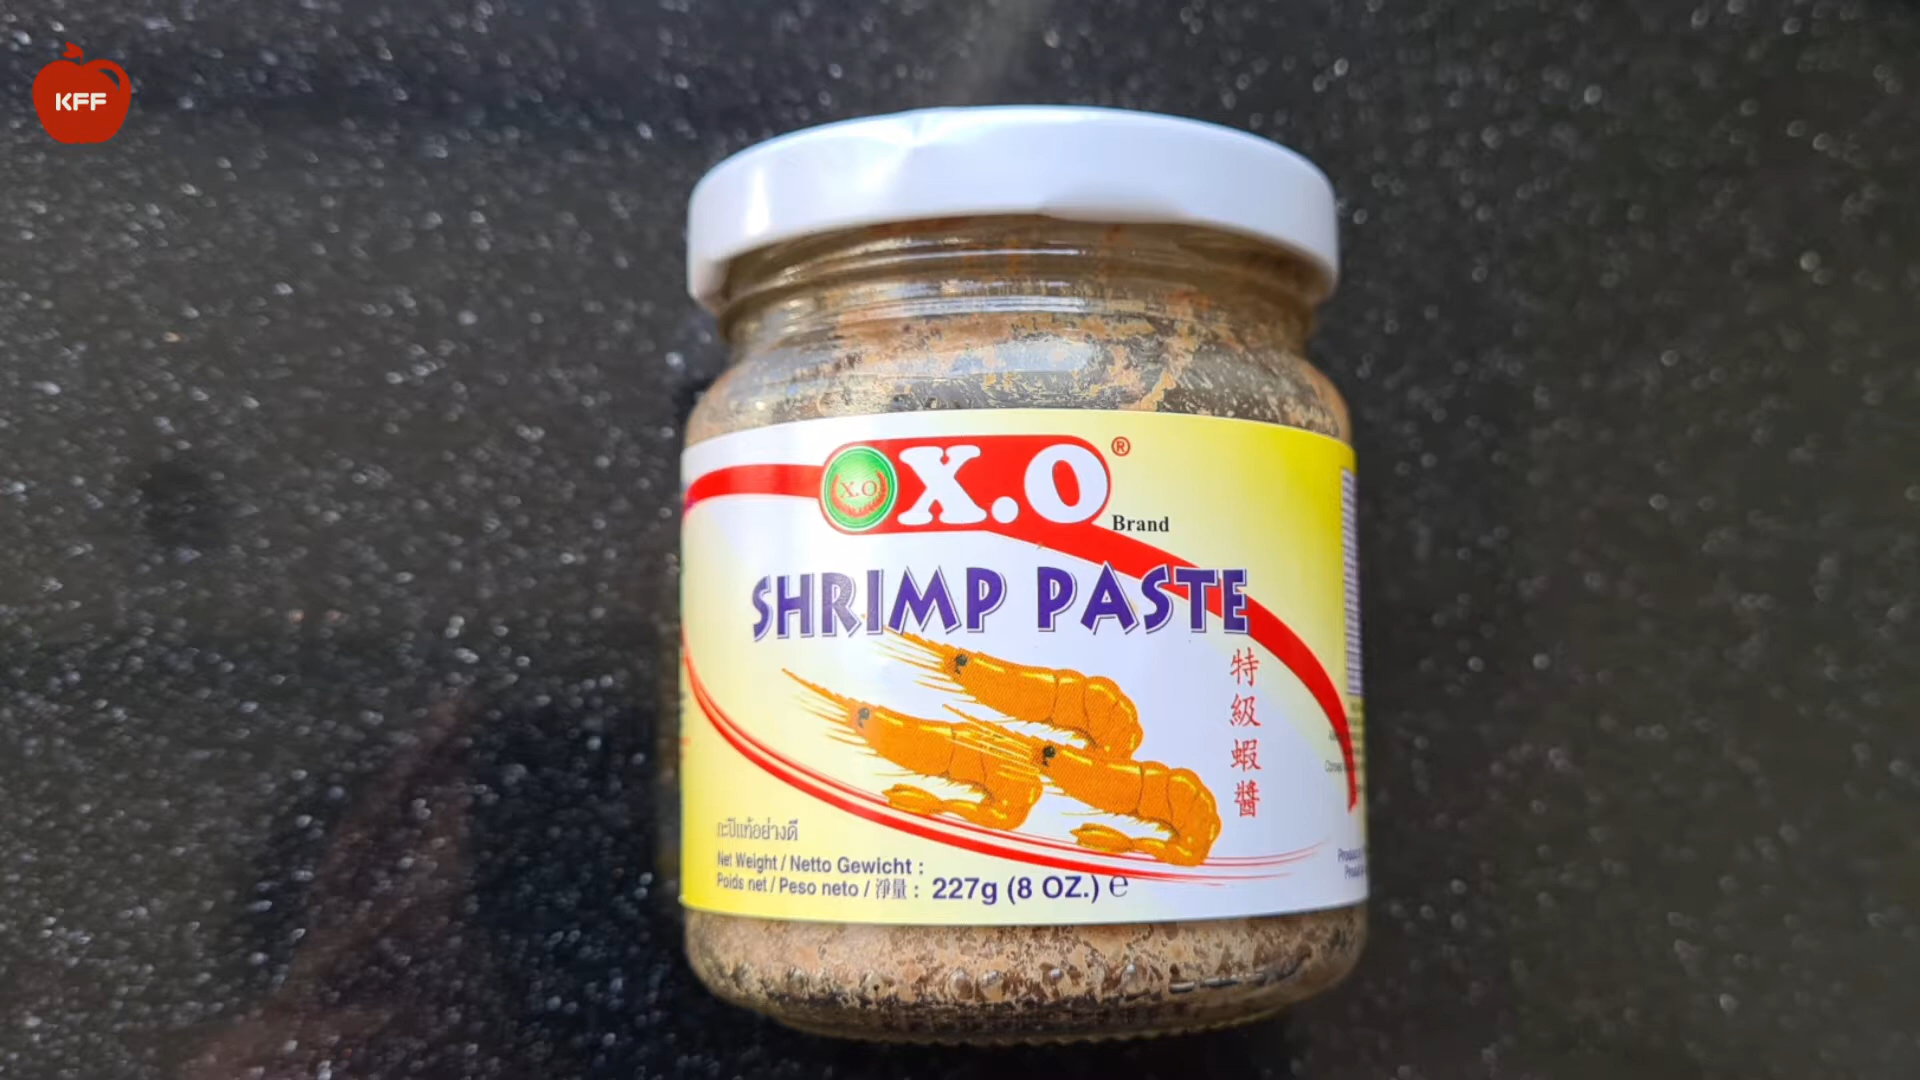 KFF
X.O
X.O®
Brand
SHRIMP PASTE
特級蝦醬
กะปิแท้อย่างดี
Net Weight / Netto Gewicht :
Poids net / Peso neto / 淨量 : 227g (8 OZ.) ℮